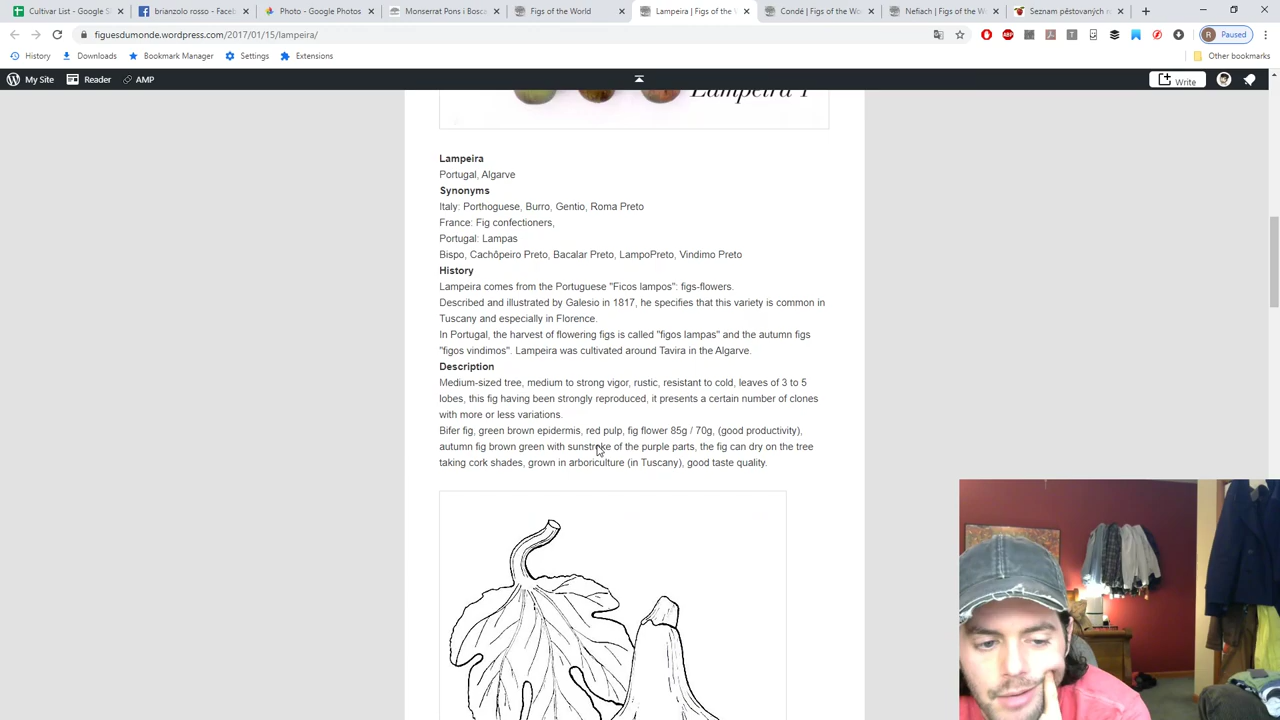 Cultivar List - Google S
brianzolo rosso - Faceb
Photo - Google Photos
Monserrat Pons i Bosca
Figs of the World
Lampeira | Figs of the
Condé | Figs of the Wo
Nefiach | Figs of the W
Seznam pěstovaných
figuesdumonde.wordpress.com/2017/01/15/lampeira/
R Paused
History Downloads Bookmark Manager Settings Extensions Other bookmarks
My Site Reader AMP Write
Lampeira 1
Lampeira
Portugal, Algarve
Synonyms
Italy: Porthoguese, Burro, Gentio, Roma Preto
France: Fig confectioners,
Portugal: Lampas
Bispo, Cachôpeiro Preto, Bacalar Preto, LampoPreto, Vindimo Preto
History
Lampeira comes from the Portuguese "Ficos lampos": figs-flowers.
Described and illustrated by Galesio in 1817, he specifies that this variety is common in
Tuscany and especially in Florence.
In Portugal, the harvest of flowering figs is called "figos lampas" and the autumn figs
"figos vindimos". Lampeira was cultivated around Tavira in the Algarve.
Description
Medium-sized tree, medium to strong vigor, rustic, resistant to cold, leaves of 3 to 5
lobes, this fig having been strongly reproduced, it presents a certain number of clones
with more or less variations.
Bifer fig, green brown epidermis, red pulp, fig flower 85g / 70g, (good productivity),
autumn fig brown green with sunstroke of the purple parts, the fig can dry on the tree
taking cork shades, grown in arboriculture (in Tuscany), good taste quality.